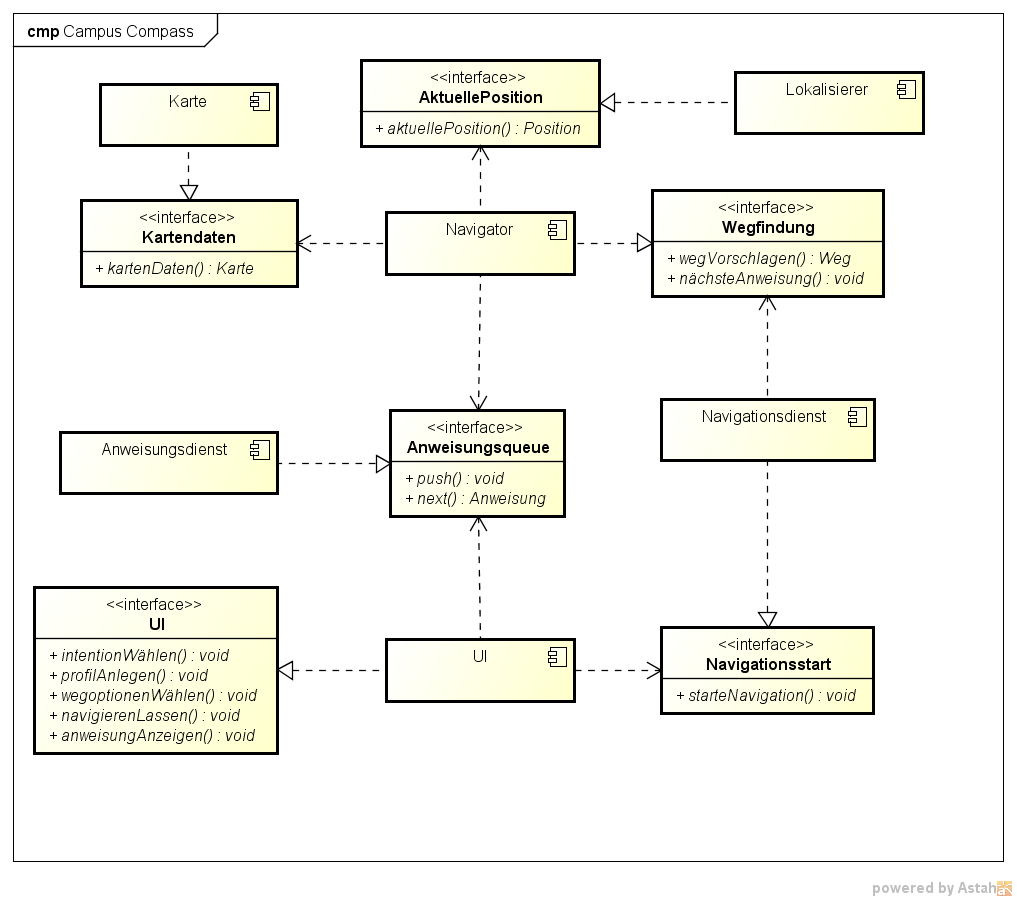 cmp Campus Compass
Karte
<<interface>>
AktuellePosition
+ aktuellePosition() : Position
Lokalisierer
<<interface>>
Kartendaten
+ kartenDaten() : Karte
Navigator
<<interface>>
Wegfindung
+ wegVorschlagen() : Weg
+ nächsteAnweisung() : void
Anweisungsdienst
<<interface>>
Anweisungsqueue
+ push() : void
+ next() : Anweisung
Navigationsdienst
<<interface>>
UI
+ intentionWählen() : void
+ profilAnlegen() : void
+ wegoptionenWählen() : void
+ navigierenLassen() : void
+ anweisungAnzeigen() : void
UI
<<interface>>
Navigationsstart
+ starteNavigation() : void
powered by Astah